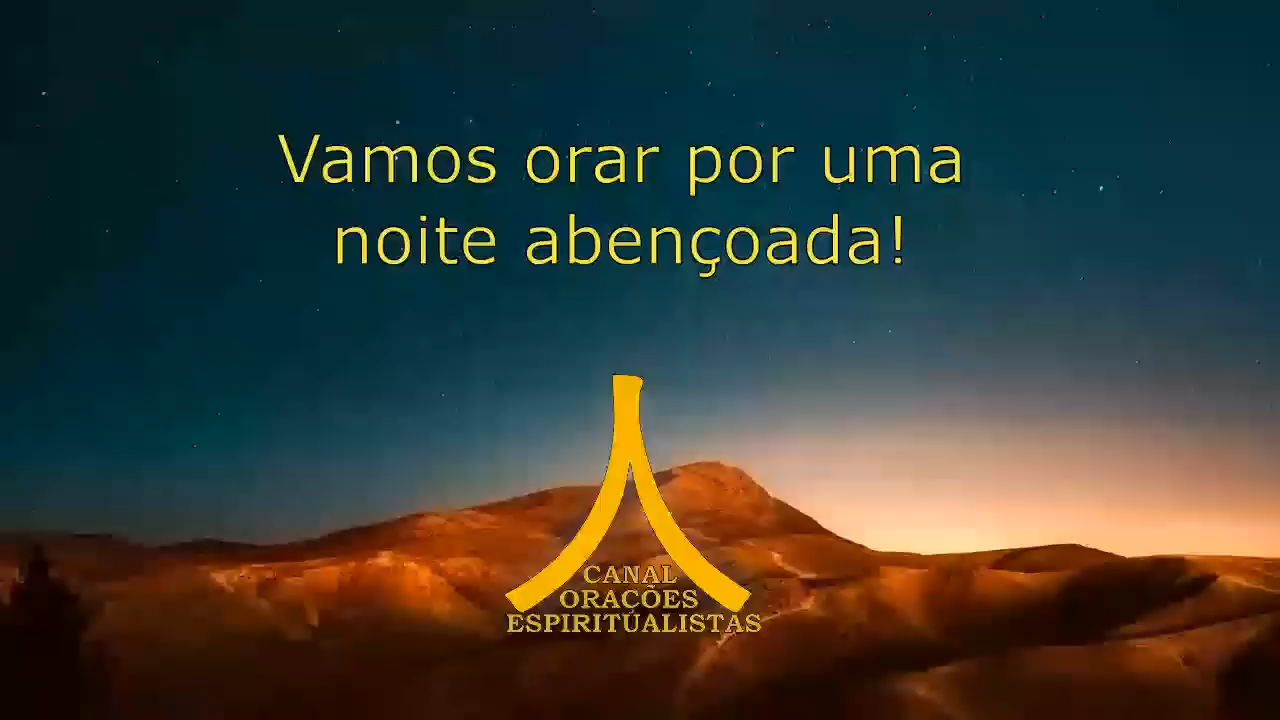 Vamos orar por uma
noite abençoada!
CANAL
ORAÇÕES
ESPIRITUALISTAS